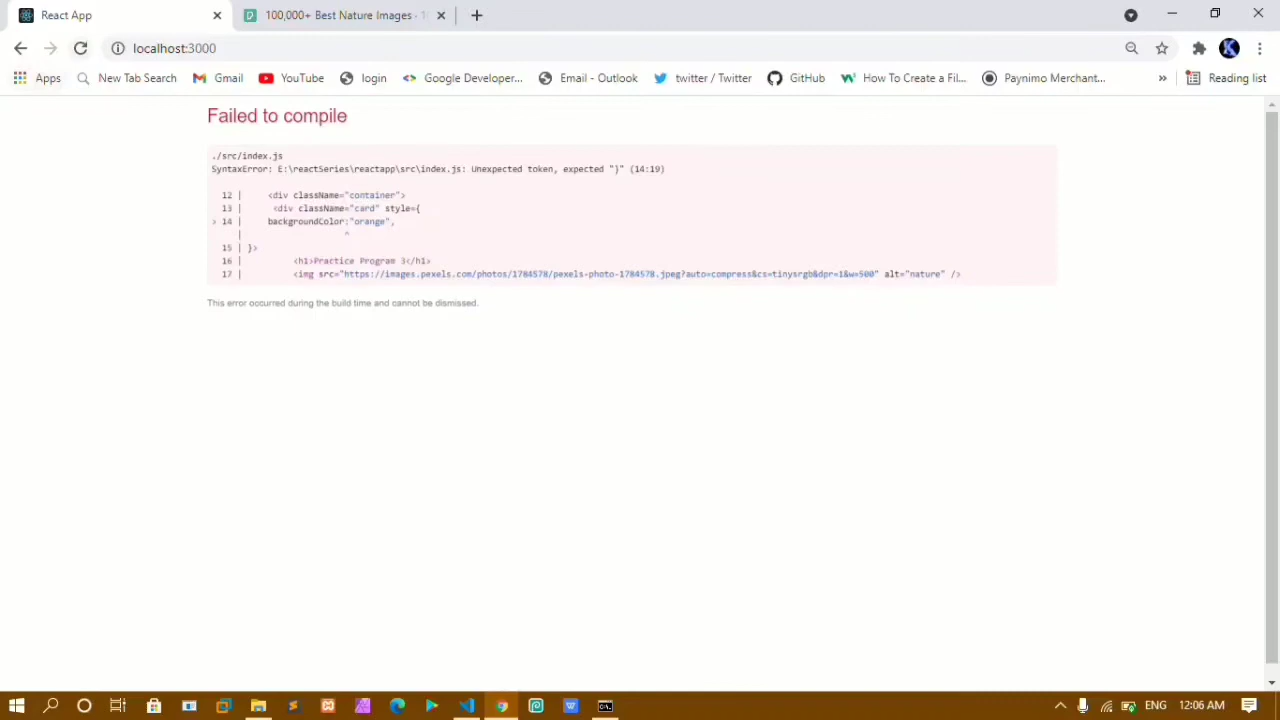 React App
100,000+ Best Nature Images · 10
localhost:3000
Apps
New Tab Search
Gmail
YouTube
login
Google Developer...
Email - Outlook
twitter / Twitter
GitHub
How To Create a Fil...
Paynimo Merchant...
»
Reading list
Failed to compile
./src/index.js
SyntaxError: E:\reactSeries\reactapp\src\index.js: Unexpected token, expected "}" (14:19)
12 | <div className="container">
13 | <div className="card" style={
> 14 | backgroundColor:"orange",
| ^
15 | }>
16 | <h1>Practice Program 3</h1>
17 | <img src="https://images.pexels.com/photos/1784578/pexels-photo-1784578.jpeg?auto=compress&cs=tinysrgb&dpr=1&w=500" alt="nature" />
This error occurred during the build time and cannot be dismissed.
ENG
12:06 AM